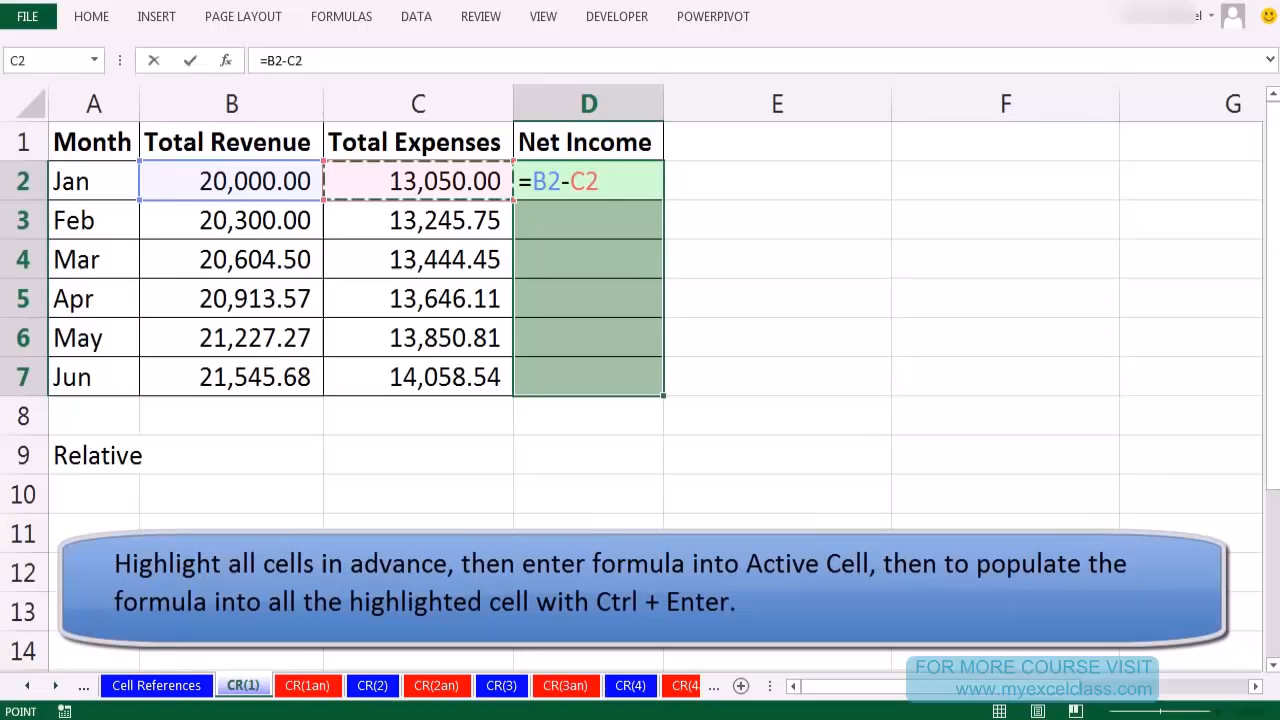 FILE HOME INSERT PAGE LAYOUT FORMULAS DATA REVIEW VIEW DEVELOPER POWERPIVOT
C2 fx =B2-C2
A B C D E F G
1 Month Total Revenue Total Expenses Net Income
2 Jan 20,000.00 13,050.00 =B2-C2
3 Feb 20,300.00 13,245.75
4 Mar 20,604.50 13,444.45
5 Apr 20,913.57 13,646.11
6 May 21,227.27 13,850.81
7 Jun 21,545.68 14,058.54
8
9 Relative
10
11
12
13
14
Highlight all cells in advance, then enter formula into Active Cell, then to populate the
formula into all the highlighted cell with Ctrl + Enter.
FOR MORE COURSE VISIT
www.myexcelclass.com
... Cell References CR(1) CR(1an) CR(2) CR(2an) CR(3) CR(3an) CR(4) CR(4 ...
POINT